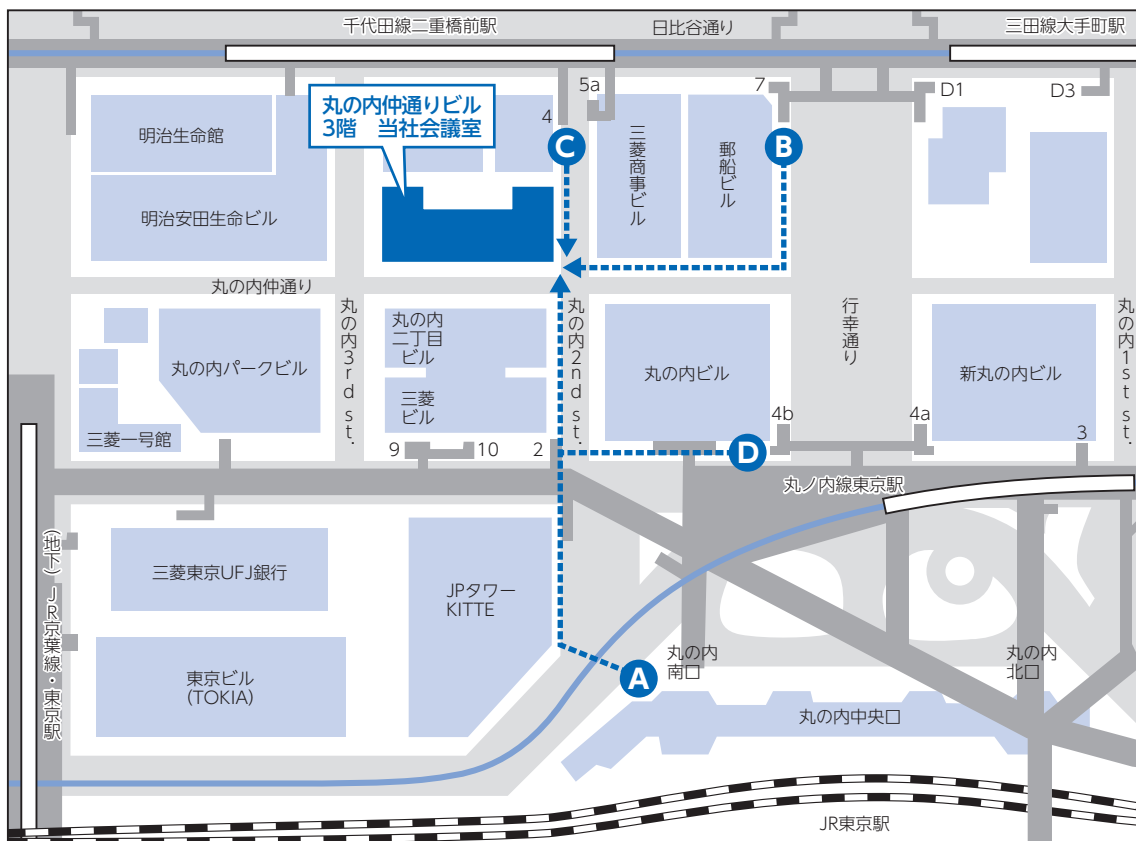 千代田線二重橋前駅
日比谷通り
三田線大手町駅
5a
7
D1
D3
丸の内仲通りビル
3階　当社会議室
4
明治生命館
C
B
三菱商事ビル
郵船ビル
明治安田生命ビル
丸の内仲通り
丸の内3rd st.
丸の内
二丁目
ビル
丸の内2nd st.
行幸通り
丸の内1st st.
丸の内パークビル
丸の内ビル
新丸の内ビル
三菱
ビル
三菱一号館
4b
4a
3
9
10
2
D
丸ノ内線東京駅
(地下)JR京葉線・東京駅
三菱東京UFJ銀行
JPタワー
KITTE
丸の内
南口
丸の内
北口
A
東京ビル
(TOKIA)
丸の内中央口
JR東京駅